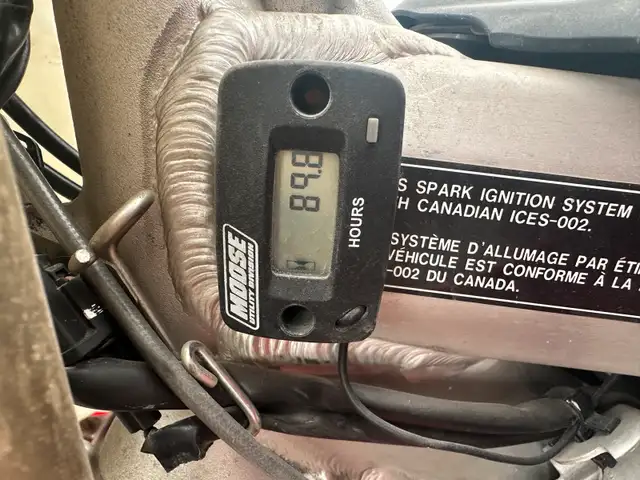 89.8
HOURS
MOOSE
UTILITY DIVISION
S SPARK IGNITION SYSTEM
H CANADIAN ICES-002.
SYSTÈME D'ALLUMAGE PAR ÉTI
VÉHICULE EST CONFORME À LA
-002 DU CANADA.